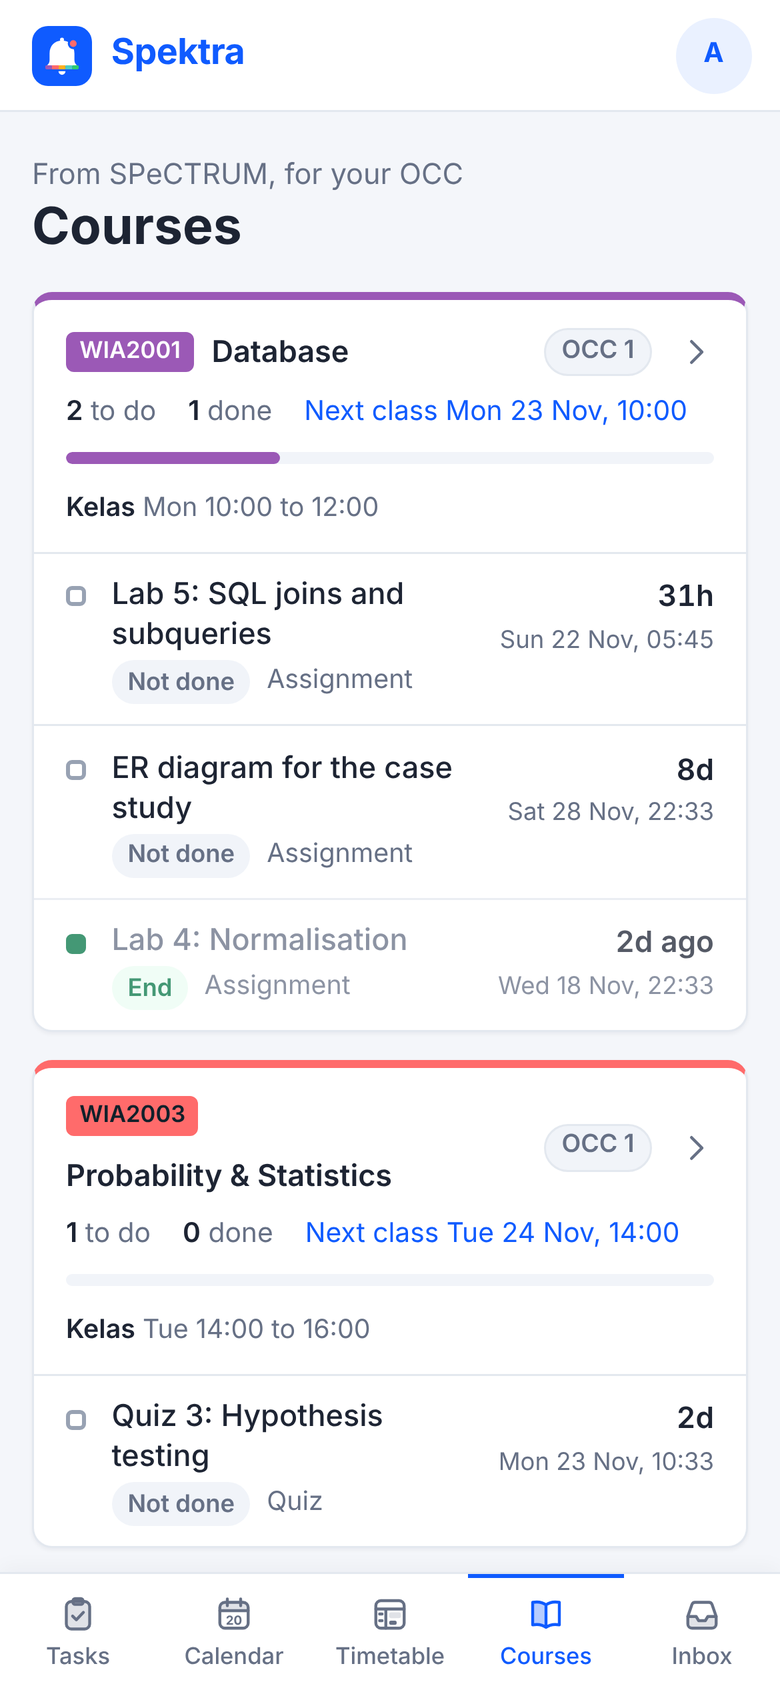 Spektra
A
From SPeCTRUM, for your OCC
Courses
WIA2001 Database OCC 1
2 to do 1 done Next class Mon 23 Nov, 10:00
Kelas Mon 10:00 to 12:00
Lab 5: SQL joins and subqueries
31h
Sun 22 Nov, 05:45
Not done Assignment
ER diagram for the case study
8d
Sat 28 Nov, 22:33
Not done Assignment
Lab 4: Normalisation
2d ago
End Assignment
Wed 18 Nov, 22:33
WIA2003
Probability & Statistics
OCC 1
1 to do 0 done Next class Tue 24 Nov, 14:00
Kelas Tue 14:00 to 16:00
Quiz 3: Hypothesis testing
2d
Mon 23 Nov, 10:33
Not done Quiz
20
Tasks Calendar Timetable Courses Inbox